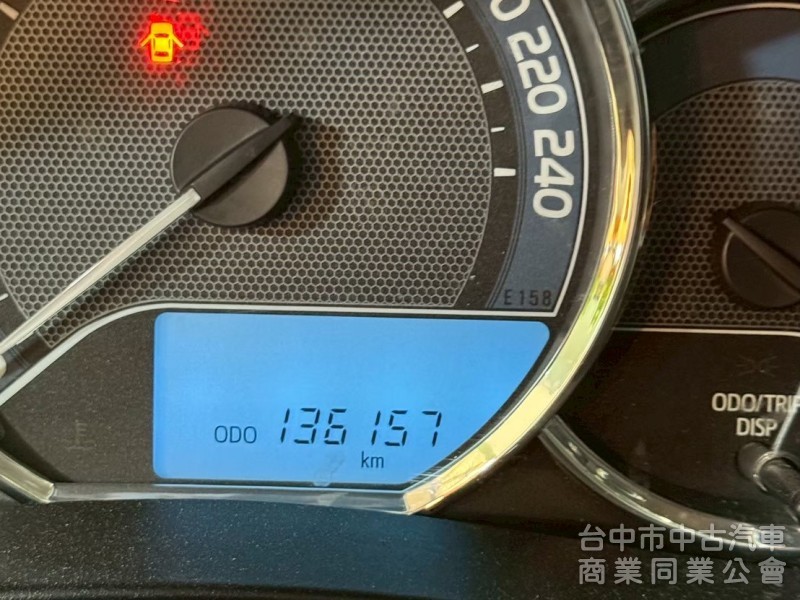 220
240
E 158
ODO 136157
km
ODO/TRIP
DISP
台中市中古汽車
商業同業公會